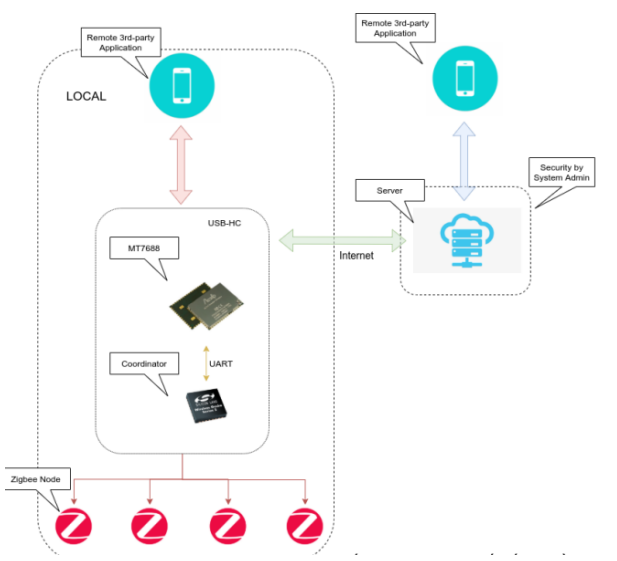 Remote 3rd-party
Application
Remote 3rd-party
Application
LOCAL
Security by
System Admin
Server
USB-HC
MT7688
Internet
Coordinator
UART
Zigbee Node